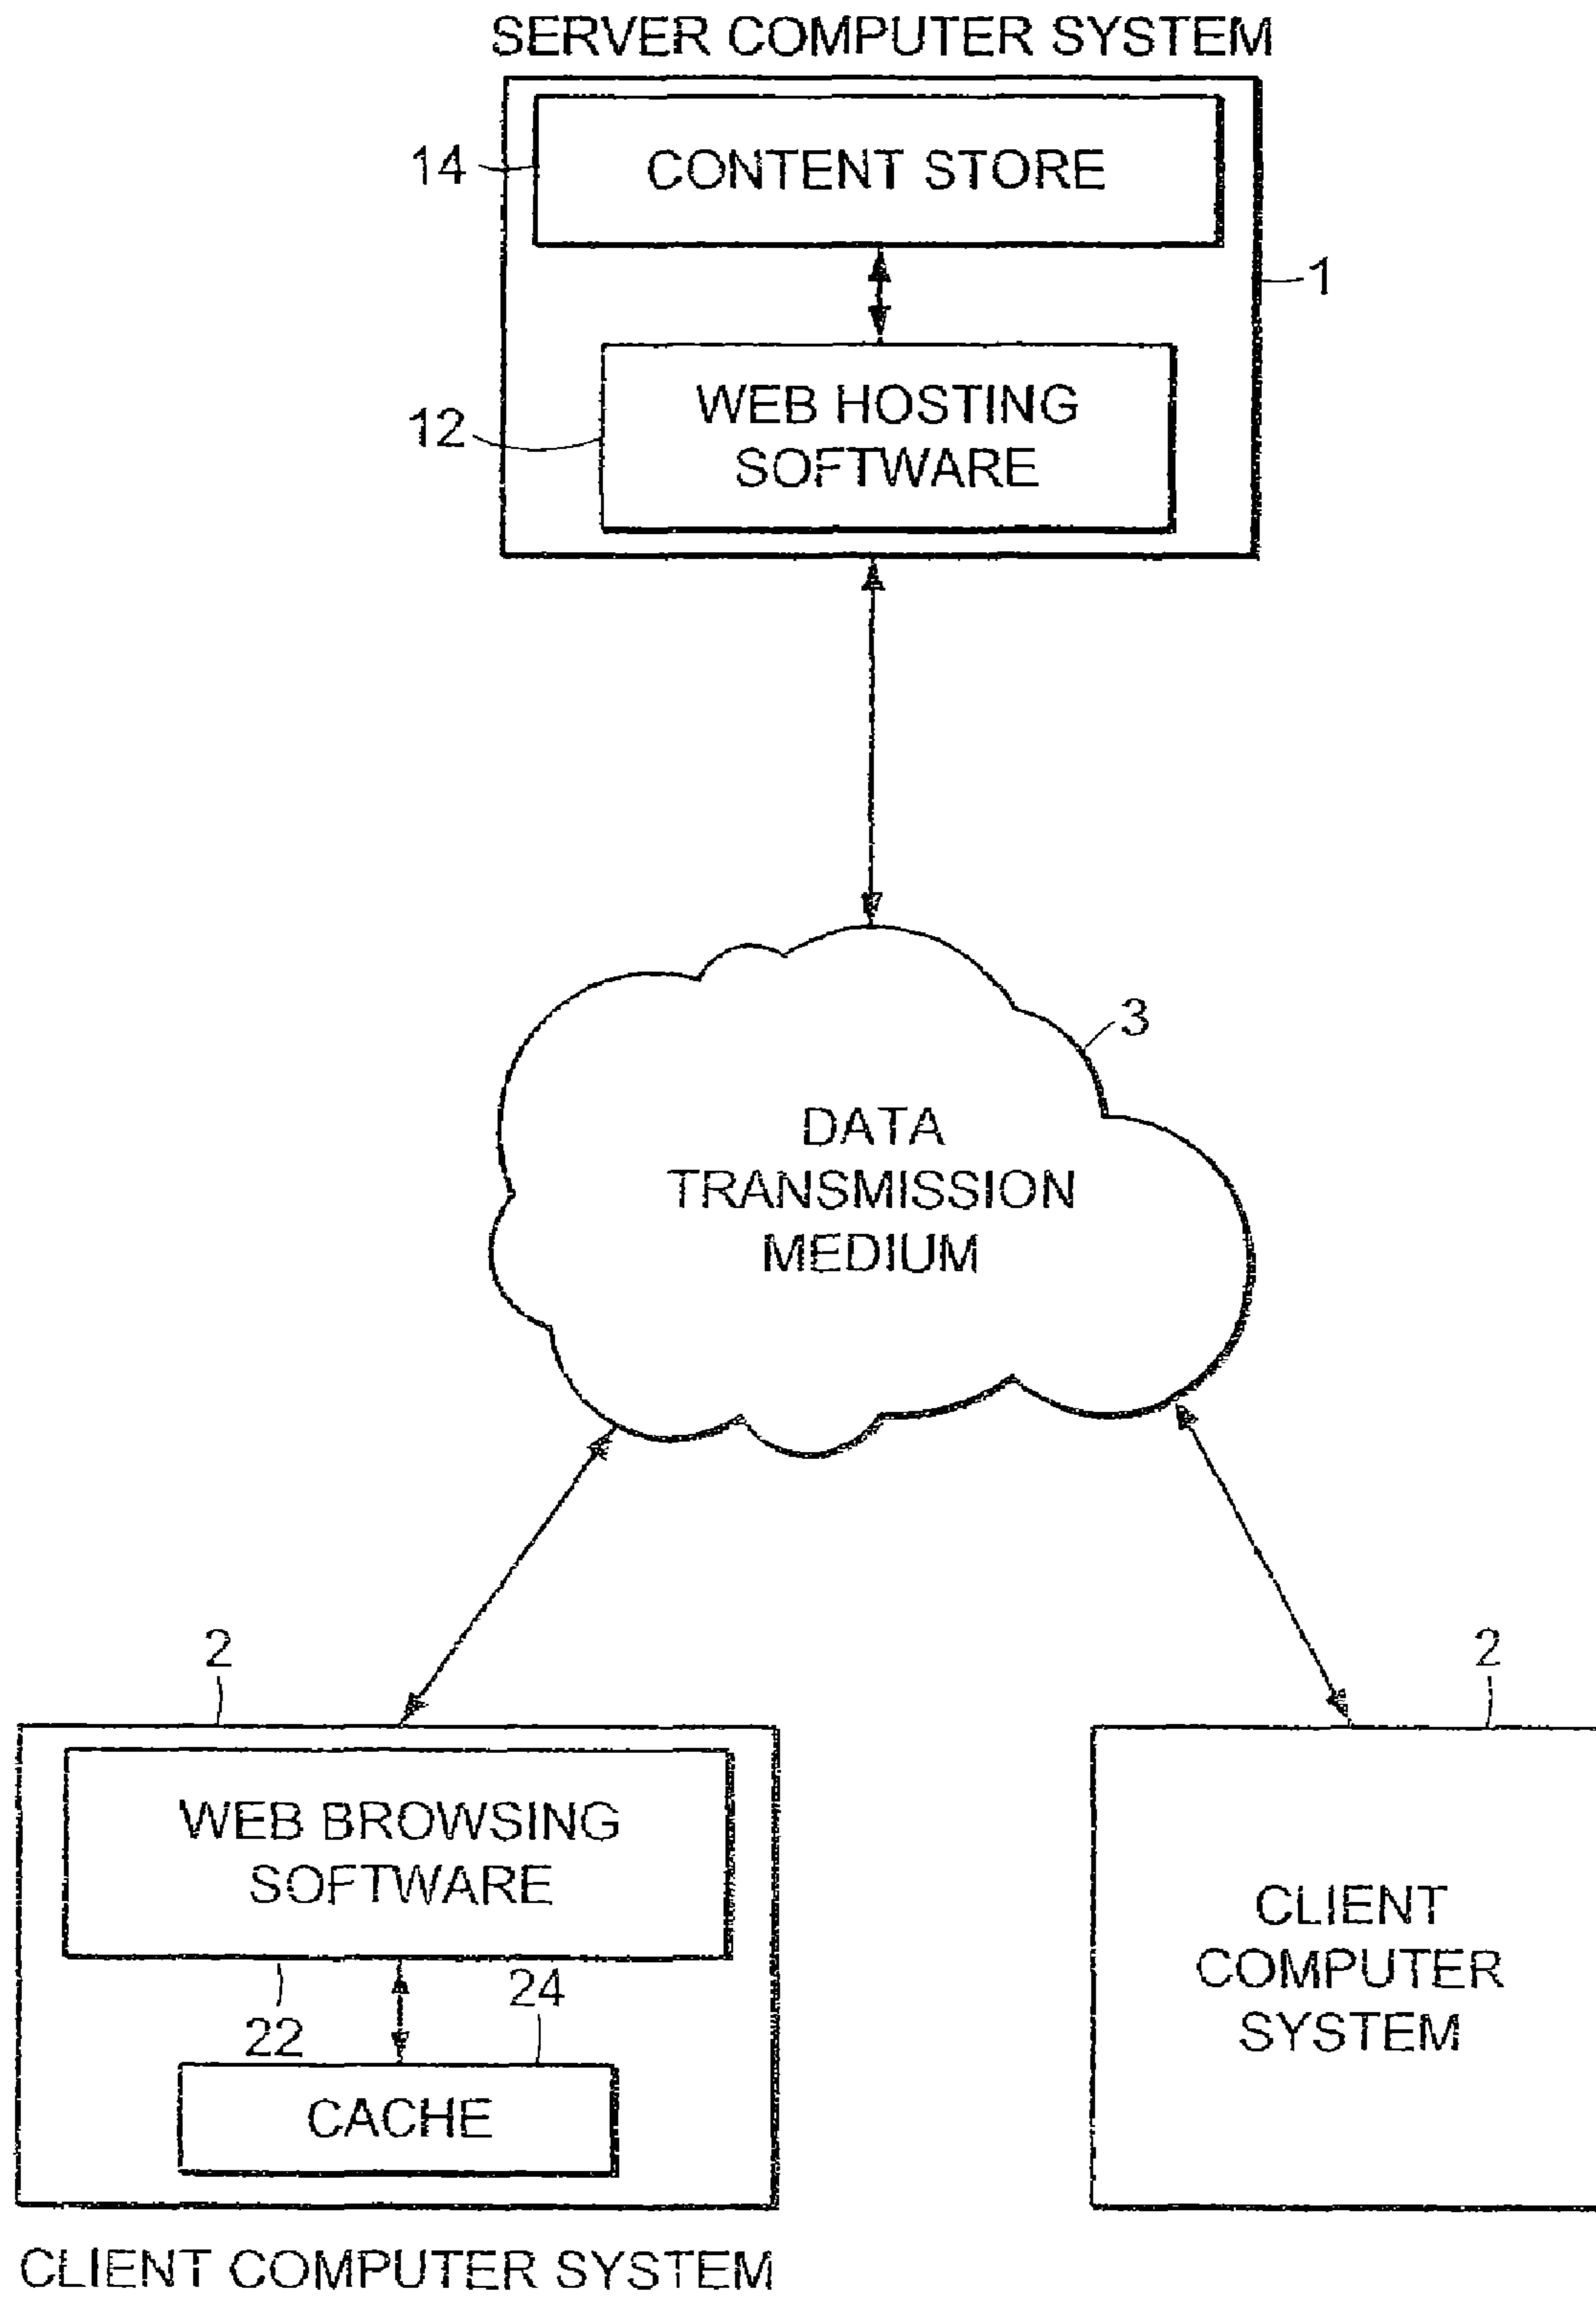 SERVER COMPUTER SYSTEM
14
CONTENT STORE
1
12
WEB HOSTING
SOFTWARE
3
DATA
TRANSMISSION
MEDIUM
2
2
WEB BROWSING
SOFTWARE
22
24
CACHE
CLIENT
COMPUTER
SYSTEM
CLIENT COMPUTER SYSTEM